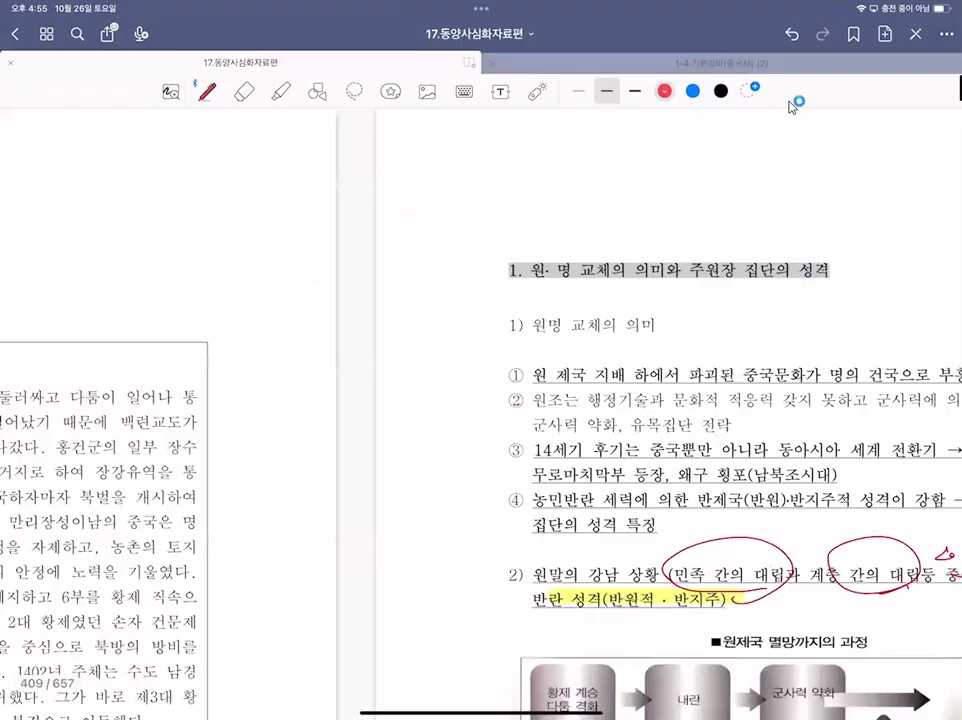 오후 4:55 10월 26일 토요일
충전 중이 아님
17.동양사심화자료편
17.동양사심화자료편
1-4 기본강의(중국사) (2)
둘러싸고 다툼이 일어나 통
어났기 때문에 백련교도가
나갔다. 홍건군의 일부 장수
거지로 하여 장강유역을 통
국하자마자 북벌을 개시하여
만리장성이남의 중국은 명
을 자제하고, 농촌의 토지
안정에 노력을 기울였다.
폐지하고 6부를 황제 직속으
2대 황제였던 손자 건문제
을 중심으로 북방의 방비를
1402년 주체는 수도 남경
409 / 657
위했다. 그가 바로 제3대 황
1. 원·명 교체의 의미와 주원장 집단의 성격
1) 원명 교체의 의미
① 원 제국 지배 하에서 파괴된 중국문화가 명의 건국으로 부흥
② 원조는 행정기술과 문화적 적응력 갖지 못하고 군사력에 의
군사력 약화, 유목집단 전락
③ 14세기 후기는 중국뿐만 아니라 동아시아 세계 전환기 →
무로마치막부 등장, 왜구 횡포(남북조시대)
④ 농민반란 세력에 의한 반제국(반원)·반지주적 성격이 강함 →
집단의 성격 특징
2) 원말의 강남 상황 (민족 간의 대립과 계층 간의 대립등 중
반란 성격(반원적·반지주)
■원제국 멸망까지의 과정
황제 계승
다툼 격화
내란
군사력 약화